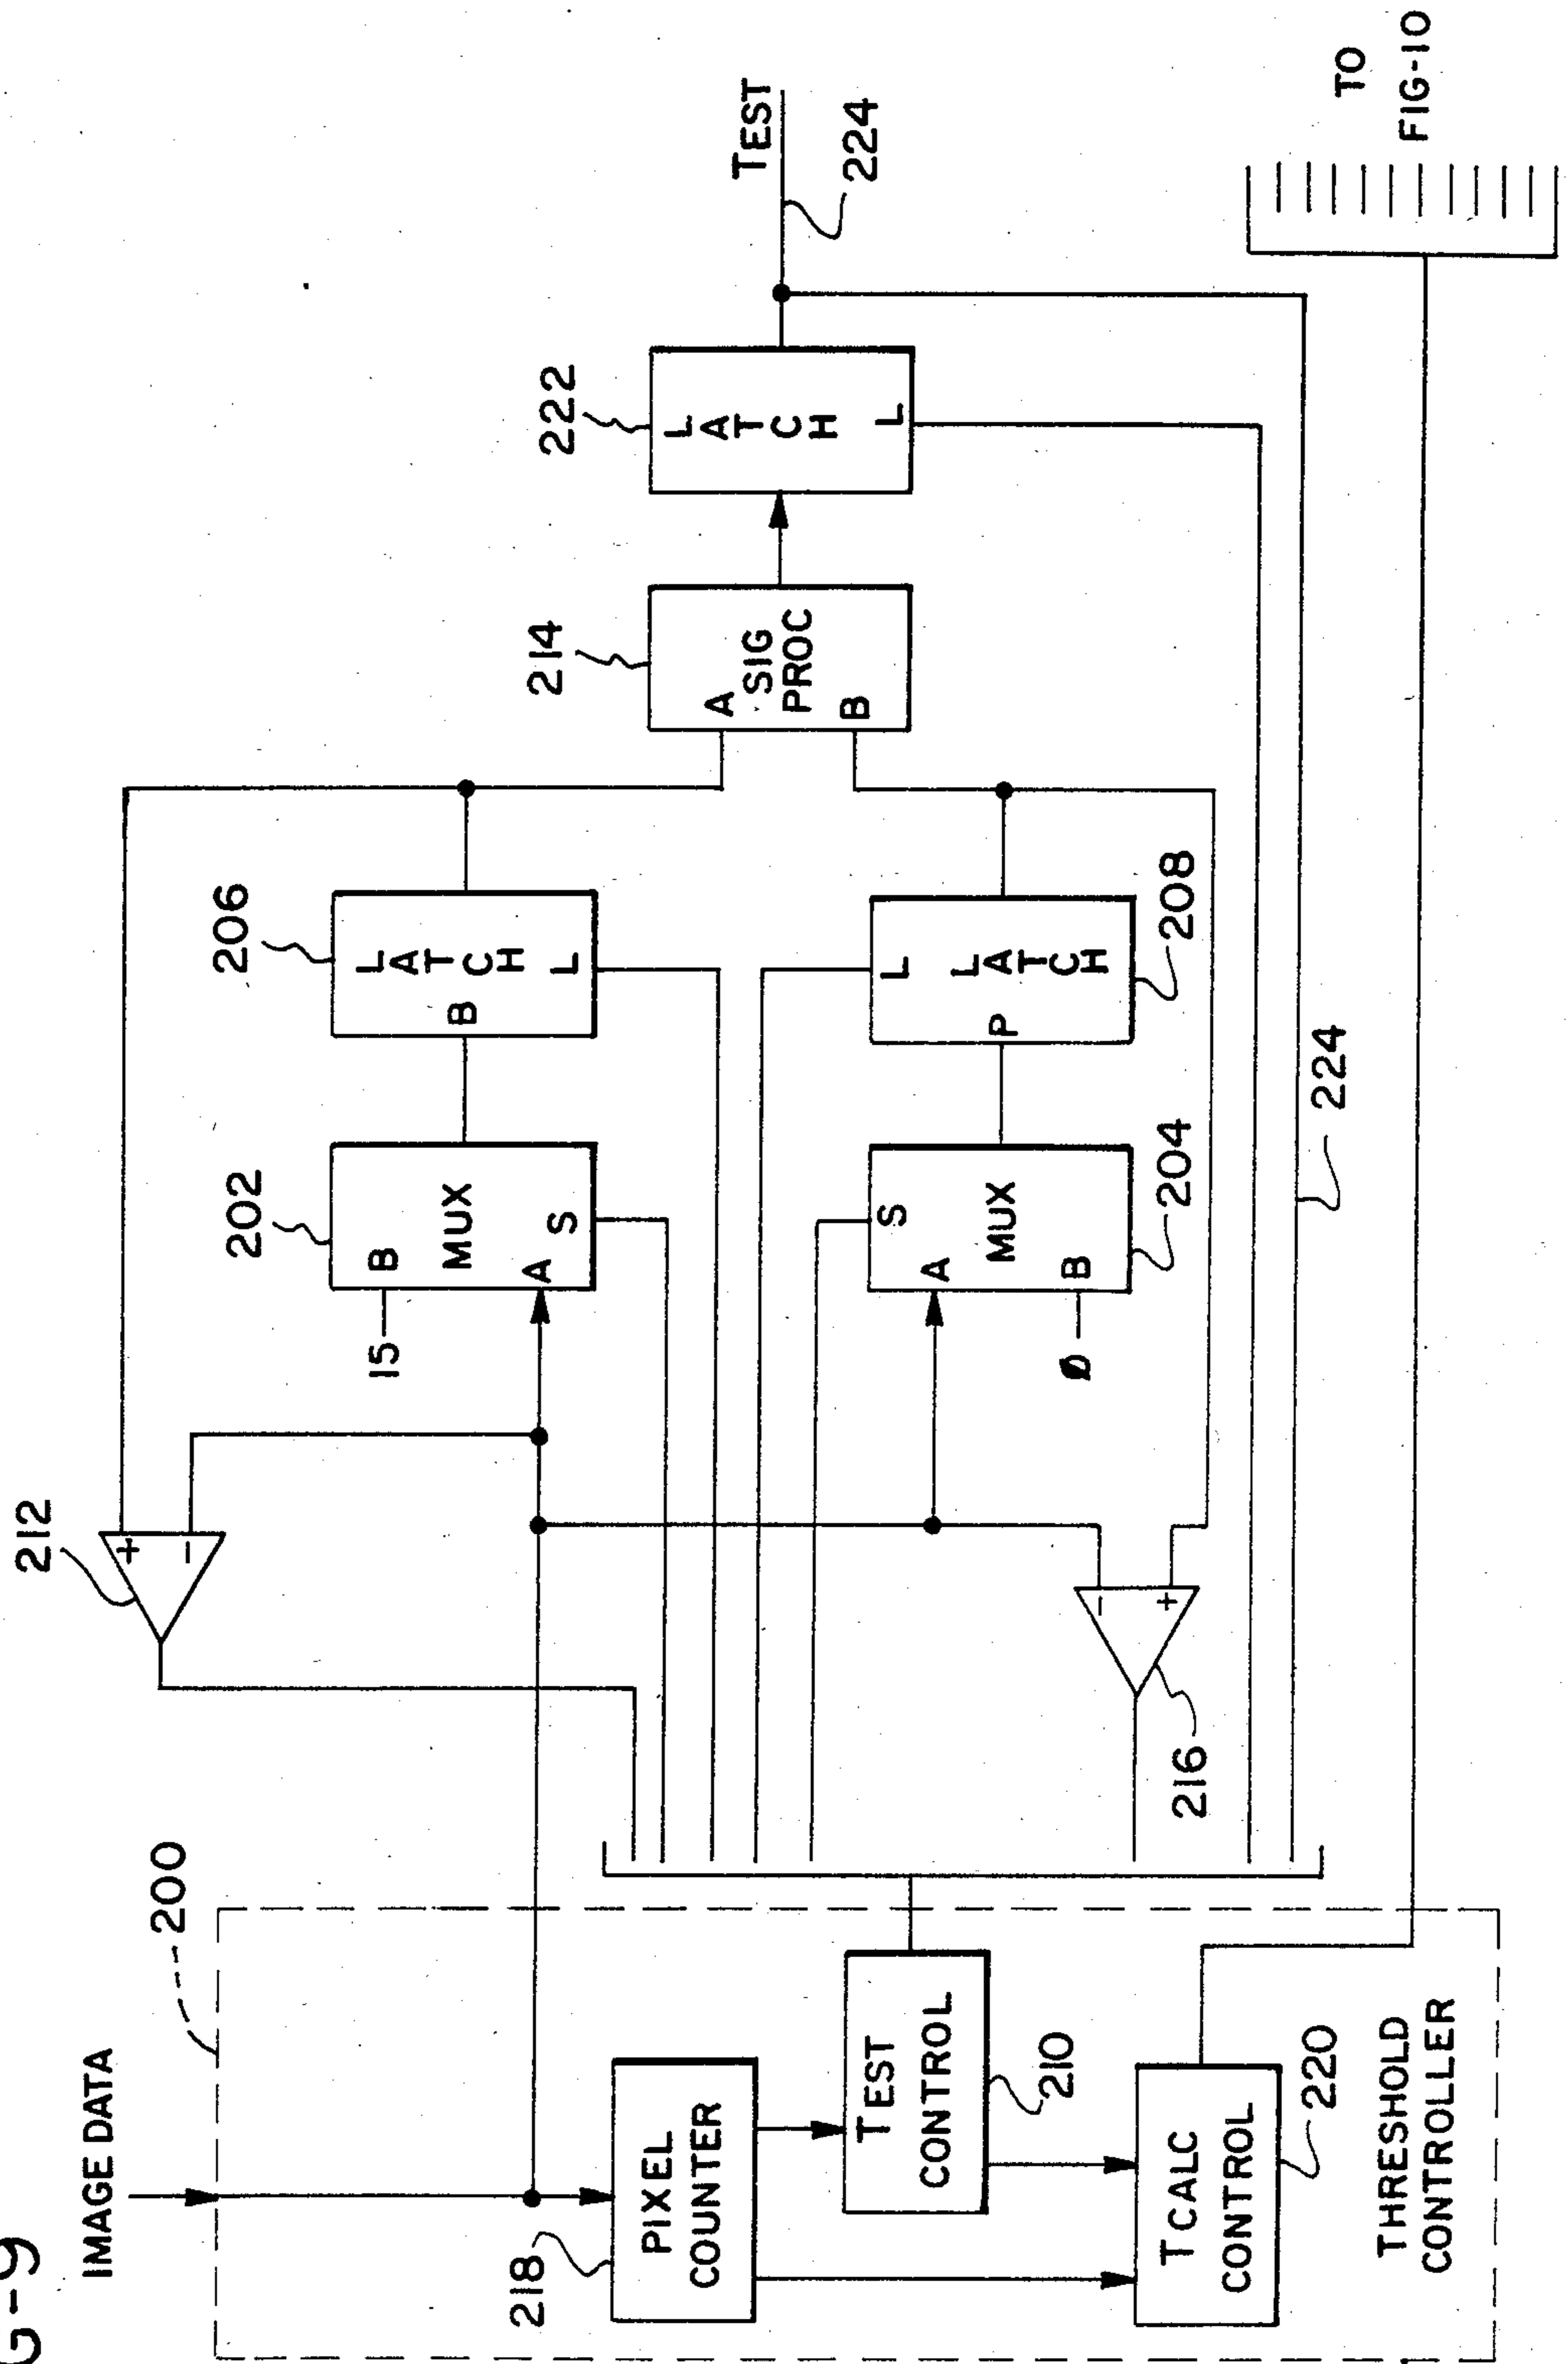 G-9
IMAGE DATA
200
218
PIXEL
COUNTER
TEST
CONTROL
210
T CALC
CONTROL
220
THRESHOLD
CONTROLLER
212
+
-
216
-
+
15
202
B
MUX
A
S
204
S
A
MUX
B
Ø
206
B
LATCH
L
208
L
P
LATCH
214
A
SIG
PROC
B
222
LATCH
L
TEST
224
224
TO
FIG-10